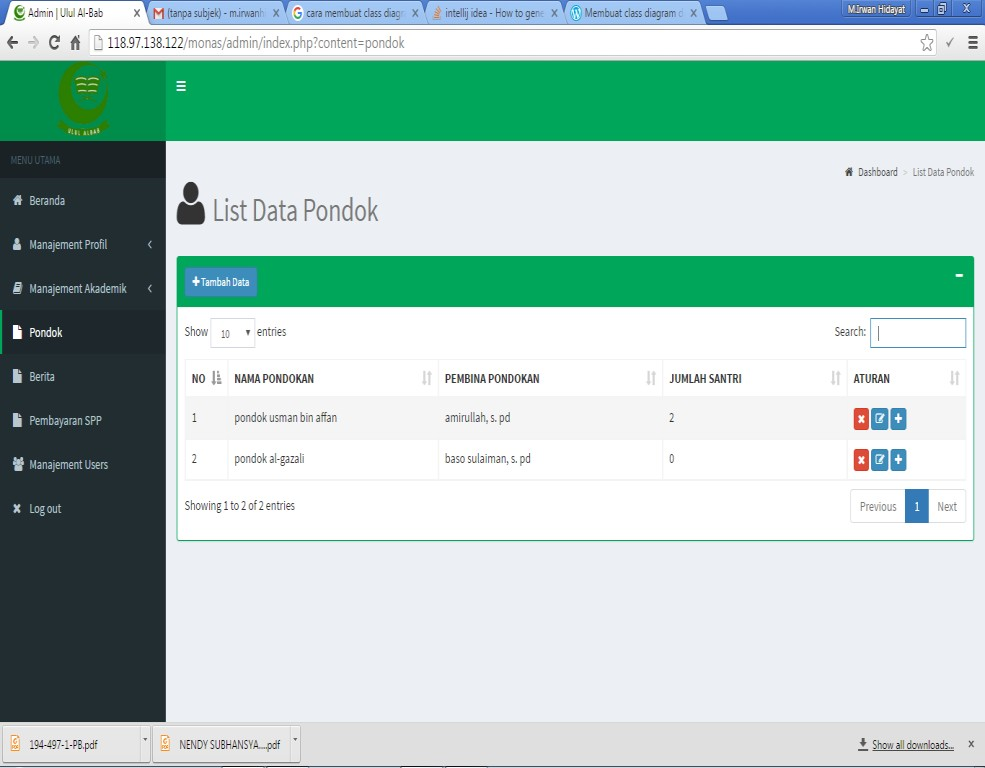 Admin | Ulul Al-Bab
(tanpa subjek) - m.irwanh
cara membuat class diagr
intellij idea - How to gene
Membuat class diagram d
M.Irwan Hidayat
118.97.138.122/monas/admin/index.php?content=pondok
ULUL ALBAB
MENU UTAMA
Beranda
Manajement Profil
Manajement Akademik
Pondok
Berita
Pembayaran SPP
Manajement Users
Log out
Dashboard > List Data Pondok
List Data Pondok
Tambah Data
Show 10 entries
Search:
NO NAMA PONDOKAN PEMBINA PONDOKAN JUMLAH SANTRI ATURAN
1 pondok usman bin affan amirullah, s. pd 2
2 pondok al-gazali baso sulaiman, s. pd 0
Showing 1 to 2 of 2 entries
Previous 1 Next
194-497-1-PB.pdf
NENDY SUBHANSYA....pdf
Show all downloads...